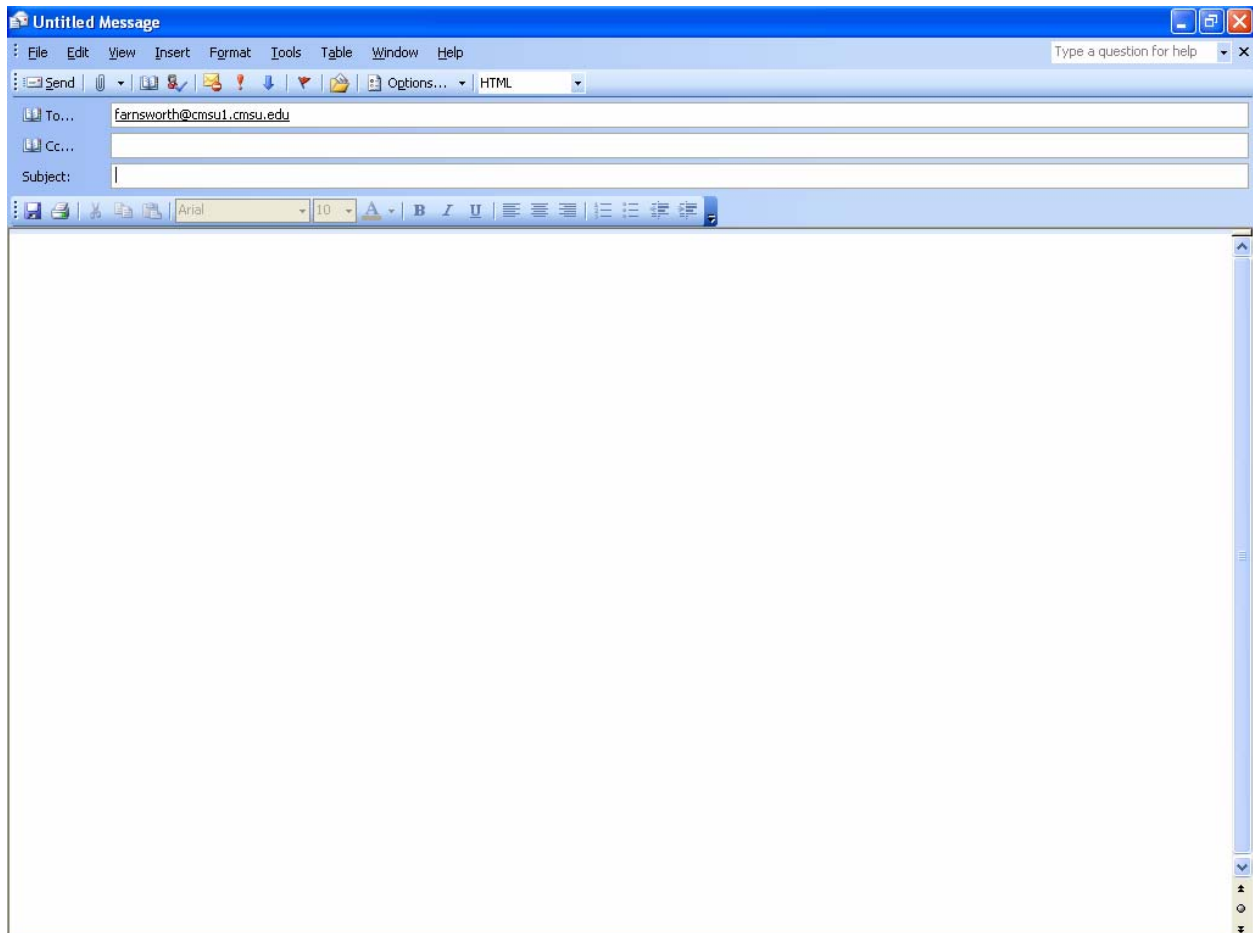 Untitled Message
File Edit View Insert Format Tools Table Window Help Type a question for help
Send Options... HTML
To... farnsworth@cmsu1.cmsu.edu
Cc...
Subject:
Arial 10 A B I U